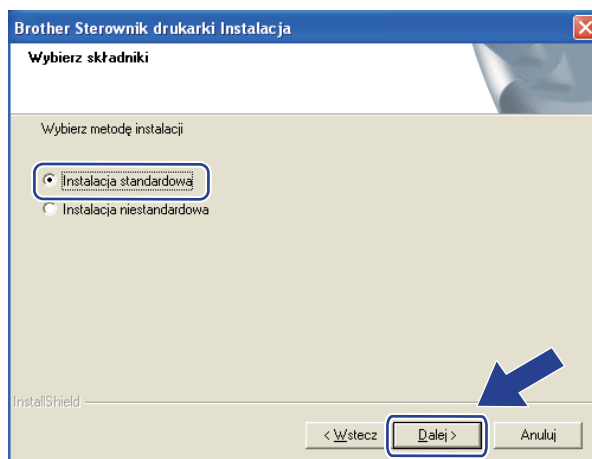 Brother Sterownik drukarki Instalacja
Wybierz składniki
Wybierz metodę instalacji
Instalacja standardowa
Instalacja niestandardowa
InstallShield
< Wstecz Dalej > Anuluj